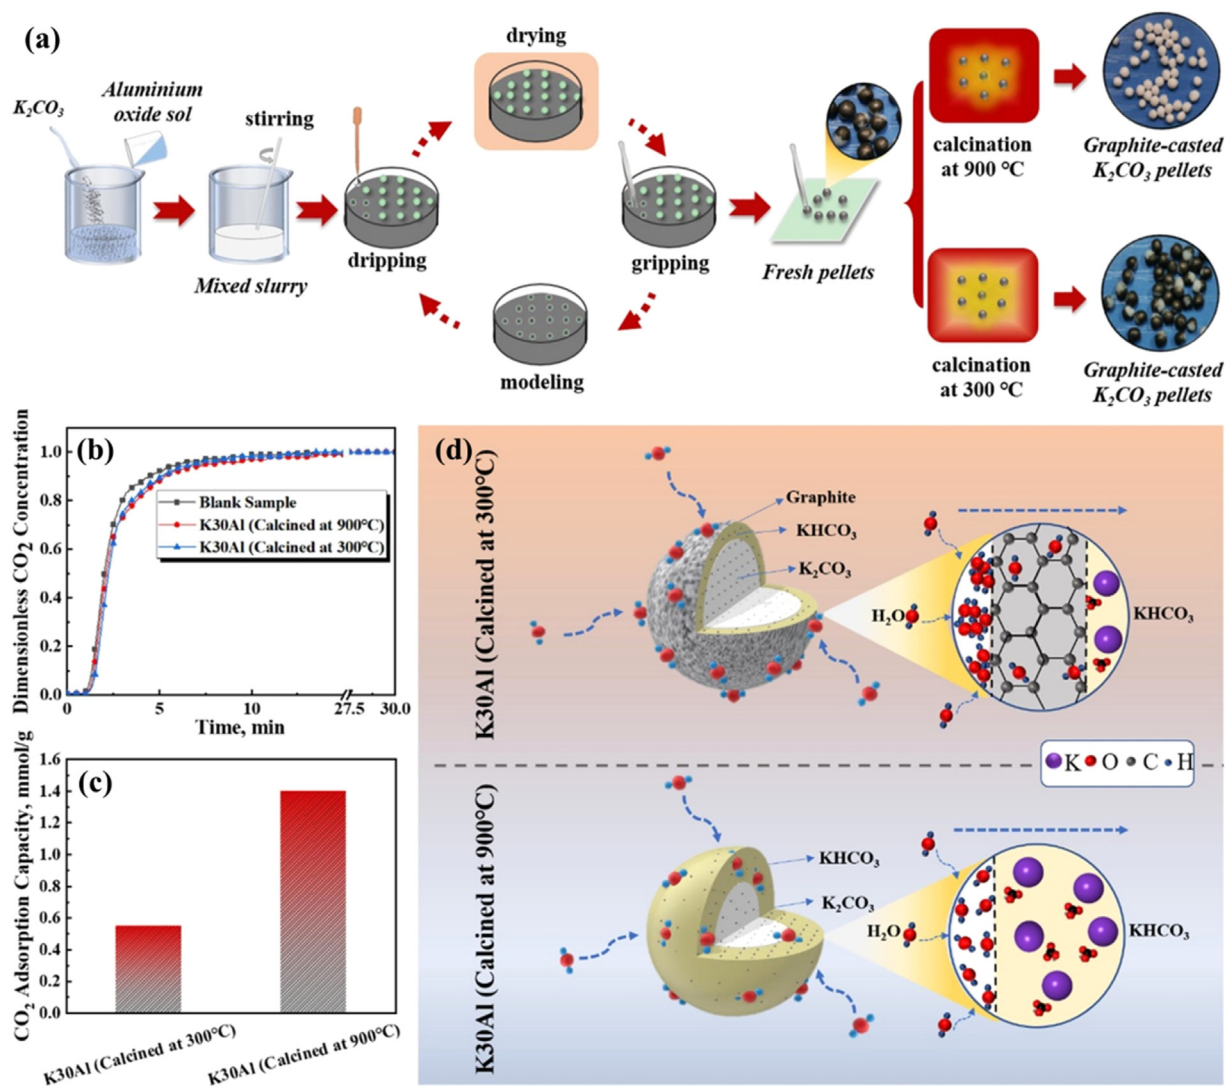 (a)
K₂CO₃
Aluminium
oxide sol
stirring
Mixed slurry
dripping
drying
modeling
gripping
Fresh pellets
calcination
at 900 °C
Graphite-casted
K₂CO₃ pellets
calcination
at 300 °C
Graphite-casted
K₂CO₃ pellets
(b)
Dimensionless CO₂ Concentration
1.0
0.8
0.6
0.4
0.2
0.0
Blank Sample
K30Al (Calcined at 900°C)
K30Al (Calcined at 300°C)
0
5
10
27.5
30.0
Time, min
(c)
CO₂ Adsorption Capacity, mmol/g
1.6
1.4
1.2
1.0
0.8
0.6
0.4
0.2
0.0
K30Al (Calcined at 300°C)
K30Al (Calcined at 900°C)
(d)
K30Al (Calcined at 300°C)
Graphite
KHCO₃
K₂CO₃
H₂O
KHCO₃
K O C H
K30Al (Calcined at 900°C)
KHCO₃
K₂CO₃
H₂O
KHCO₃